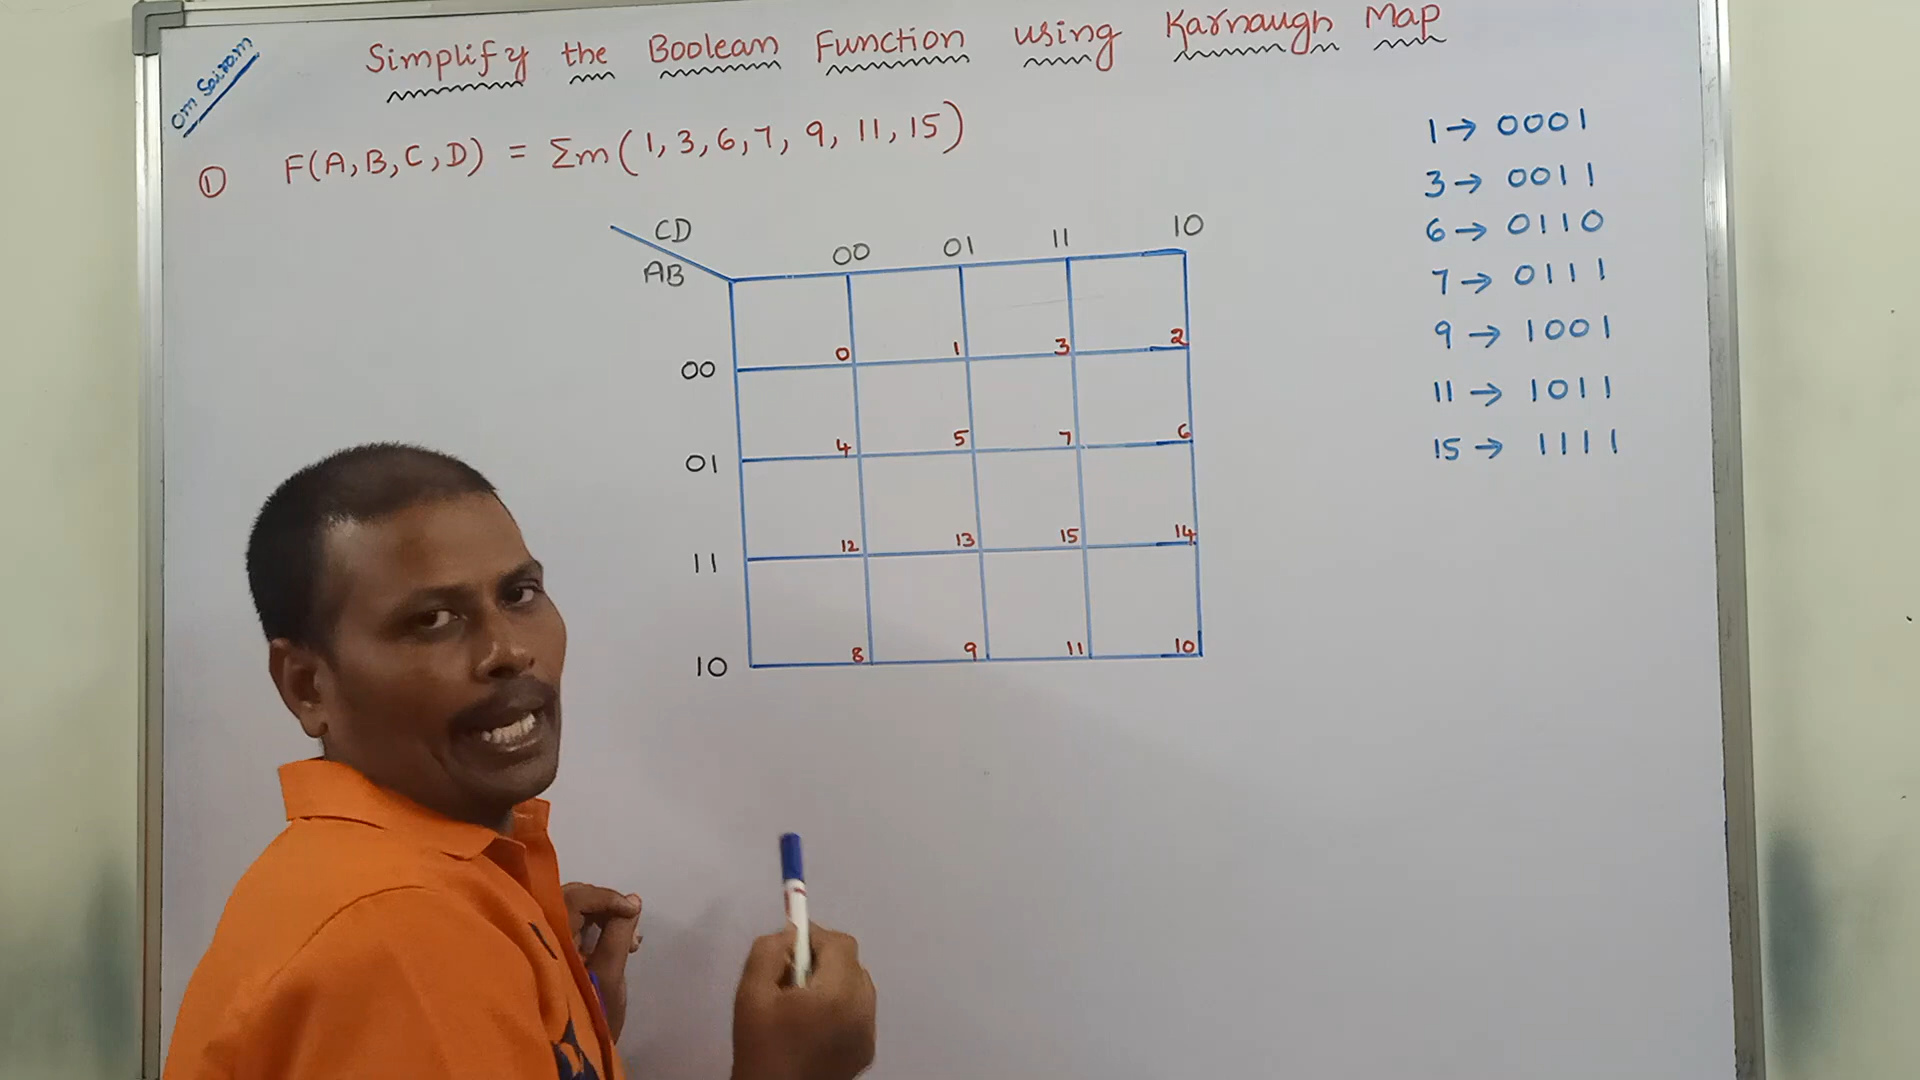 Om Sairam
Simplify the Boolean Function using Karnaugh Map
① F(A,B,C,D) = Σm(1,3,6,7,9,11,15)
CD
AB
00 01 11 10
0 1 3 2
00
4 5 7 6
01
12 13 15 14
11
8 9 11 10
10
1→ 0001
3→ 0011
6→ 0110
7→ 0111
9→ 1001
11→ 1011
15→ 1111